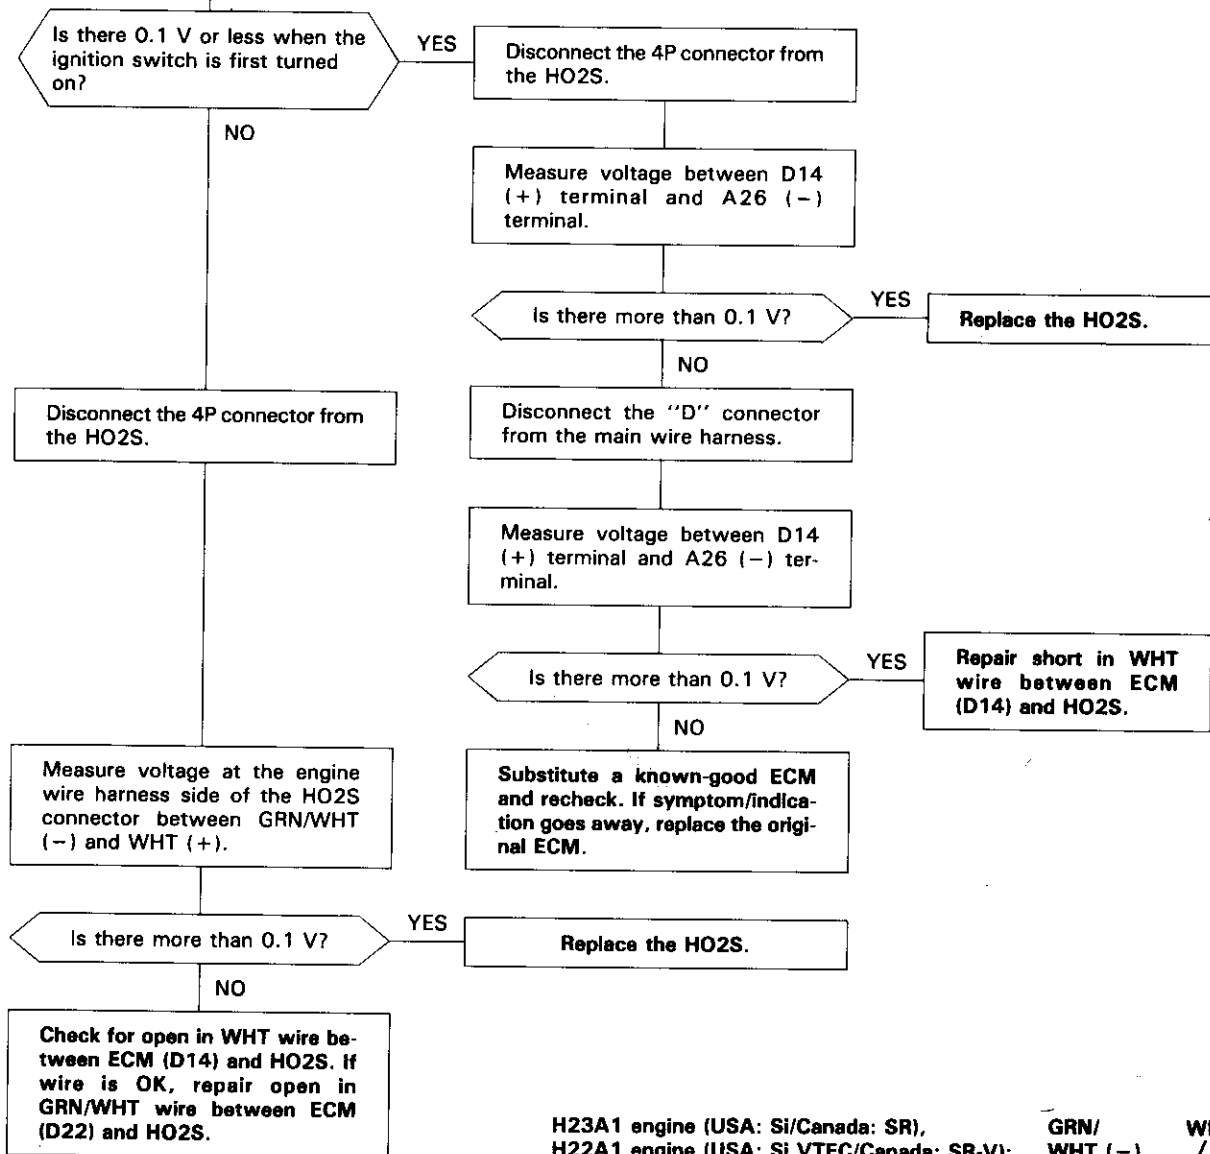 Is there 0.1 V or less when the
ignition switch is first turned
on?
YES
Disconnect the 4P connector from
the HO2S.
NO
Measure voltage between D14
(+) terminal and A26 (−)
terminal.
Is there more than 0.1 V?
YES
Replace the HO2S.
NO
Disconnect the 4P connector from
the HO2S.
Disconnect the "D" connector
from the main wire harness.
Measure voltage between D14
(+) terminal and A26 (−) ter-
minal.
Is there more than 0.1 V?
YES
Repair short in WHT
wire between ECM
(D14) and HO2S.
NO
Measure voltage at the engine
wire harness side of the HO2S
connector between GRN/WHT
(−) and WHT (+).
Substitute a known-good ECM
and recheck. If symptom/indica-
tion goes away, replace the origi-
nal ECM.
Is there more than 0.1 V?
YES
Replace the HO2S.
NO
Check for open in WHT wire be-
tween ECM (D14) and HO2S. If
wire is OK, repair open in
GRN/WHT wire between ECM
(D22) and HO2S.
H23A1 engine (USA: Si/Canada: SR),
GRN/
H22A1 engine (USA: Si VTEC/Canada: SR-V):
WHT (−)